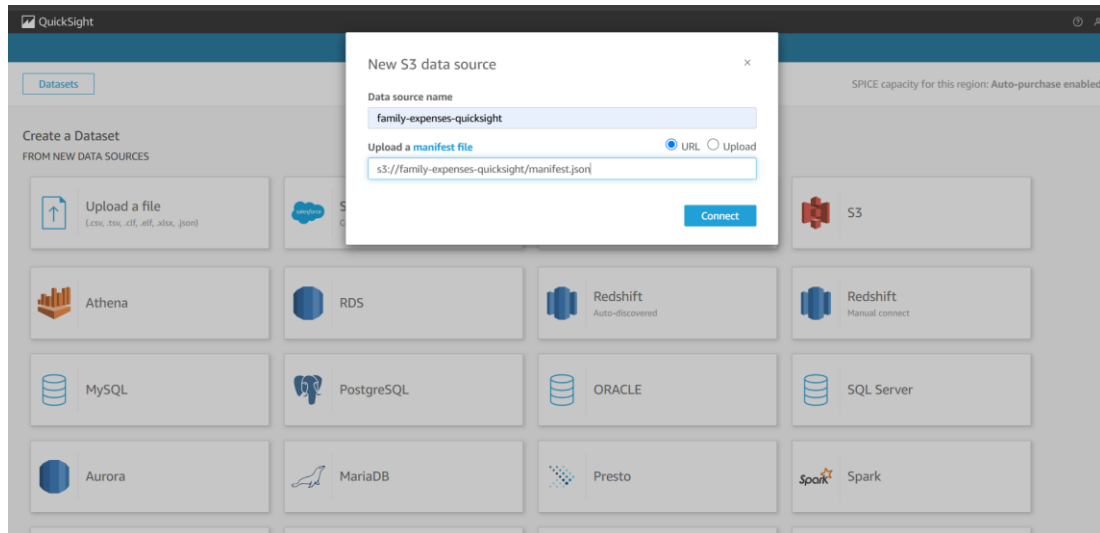 QuickSight
New S3 data source
×
Datasets
SPICE capacity for this region: Auto-purchase enabled
Data source name
family-expenses-quicksight
Create a Dataset
FROM NEW DATA SOURCES
Upload a manifest file
URL
Upload
s3://family-expenses-quicksight/manifest.json
Connect
Upload a file
(.csv, .tsv, .clf, .elf, .xlsx, .json)
salesforce
S
C
S3
Athena
RDS
Redshift
Auto-discovered
Redshift
Manual connect
MySQL
PostgreSQL
ORACLE
SQL Server
Aurora
MariaDB
Presto
Spark
Spark